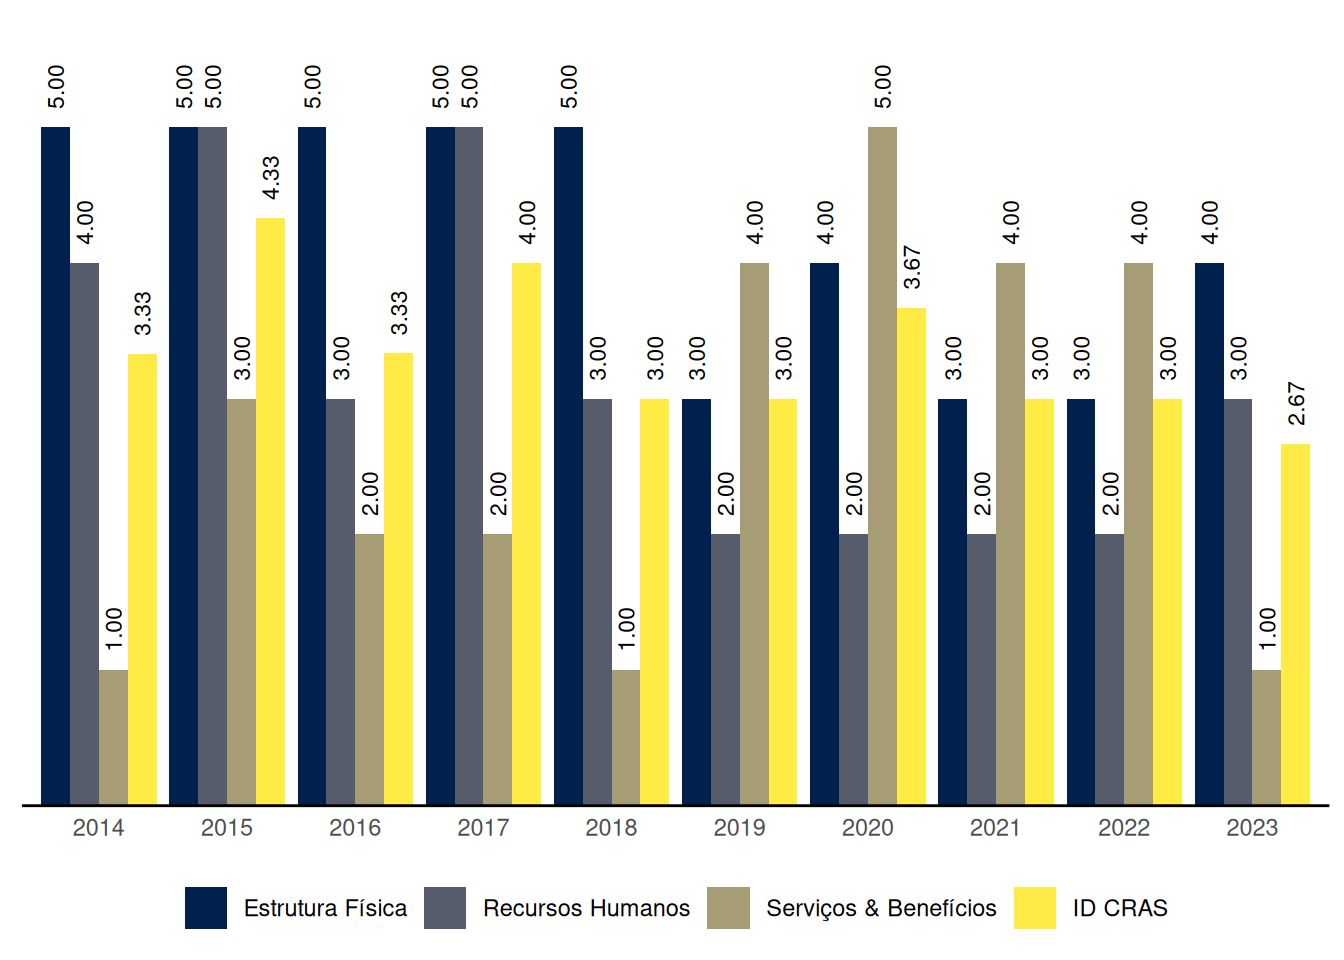 5.00 4.00 1.00 3.33 5.00 5.00 3.00 4.33 5.00 3.00 2.00 3.33 5.00 5.00 2.00 4.00 5.00 3.00 1.00 3.00 3.00 2.00 4.00 3.00 4.00 2.00 5.00 3.67 3.00 2.00 4.00 3.00 3.00 2.00 4.00 3.00 4.00 3.00 1.00 2.67
2014 2015 2016 2017 2018 2019 2020 2021 2022 2023
Estrutura Física Recursos Humanos Serviços & Benefícios ID CRAS